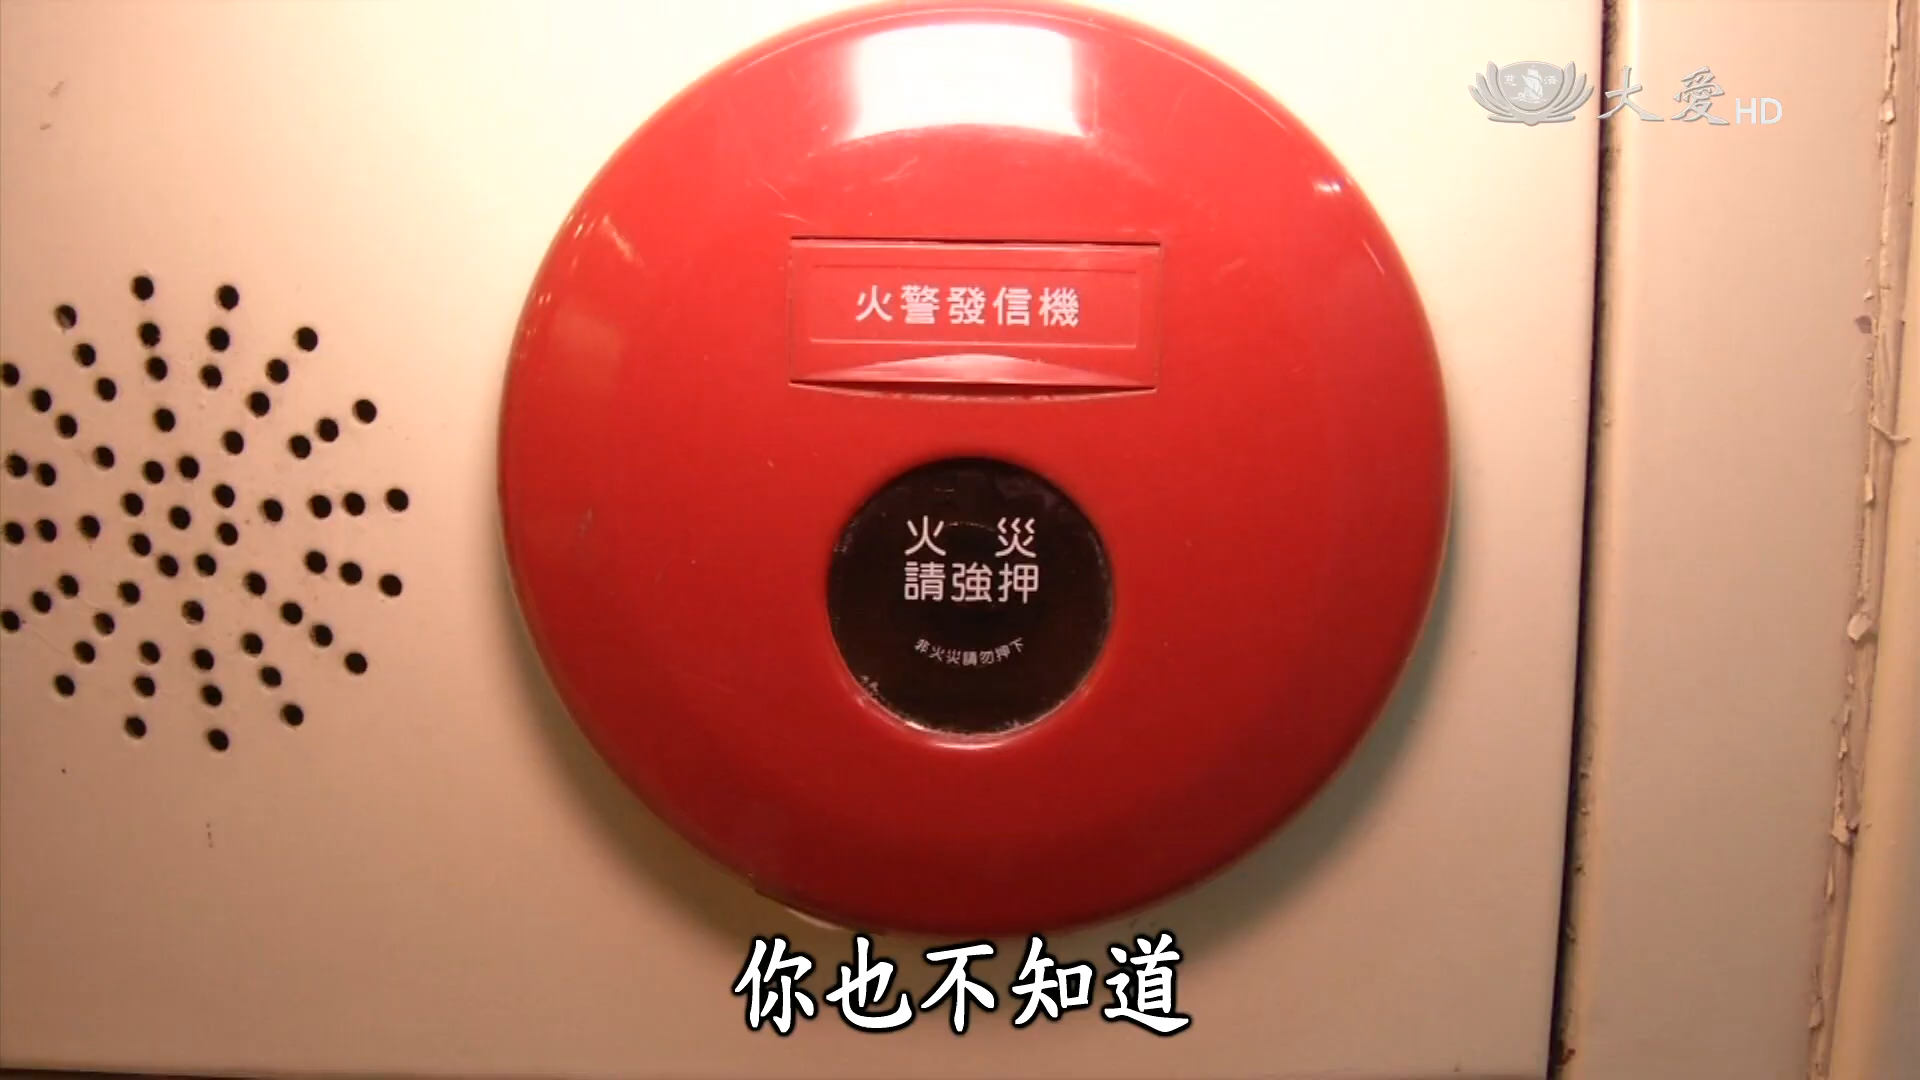 大愛HD
火警發信機
火 災
請強押
非火災請勿押下
你也不知道